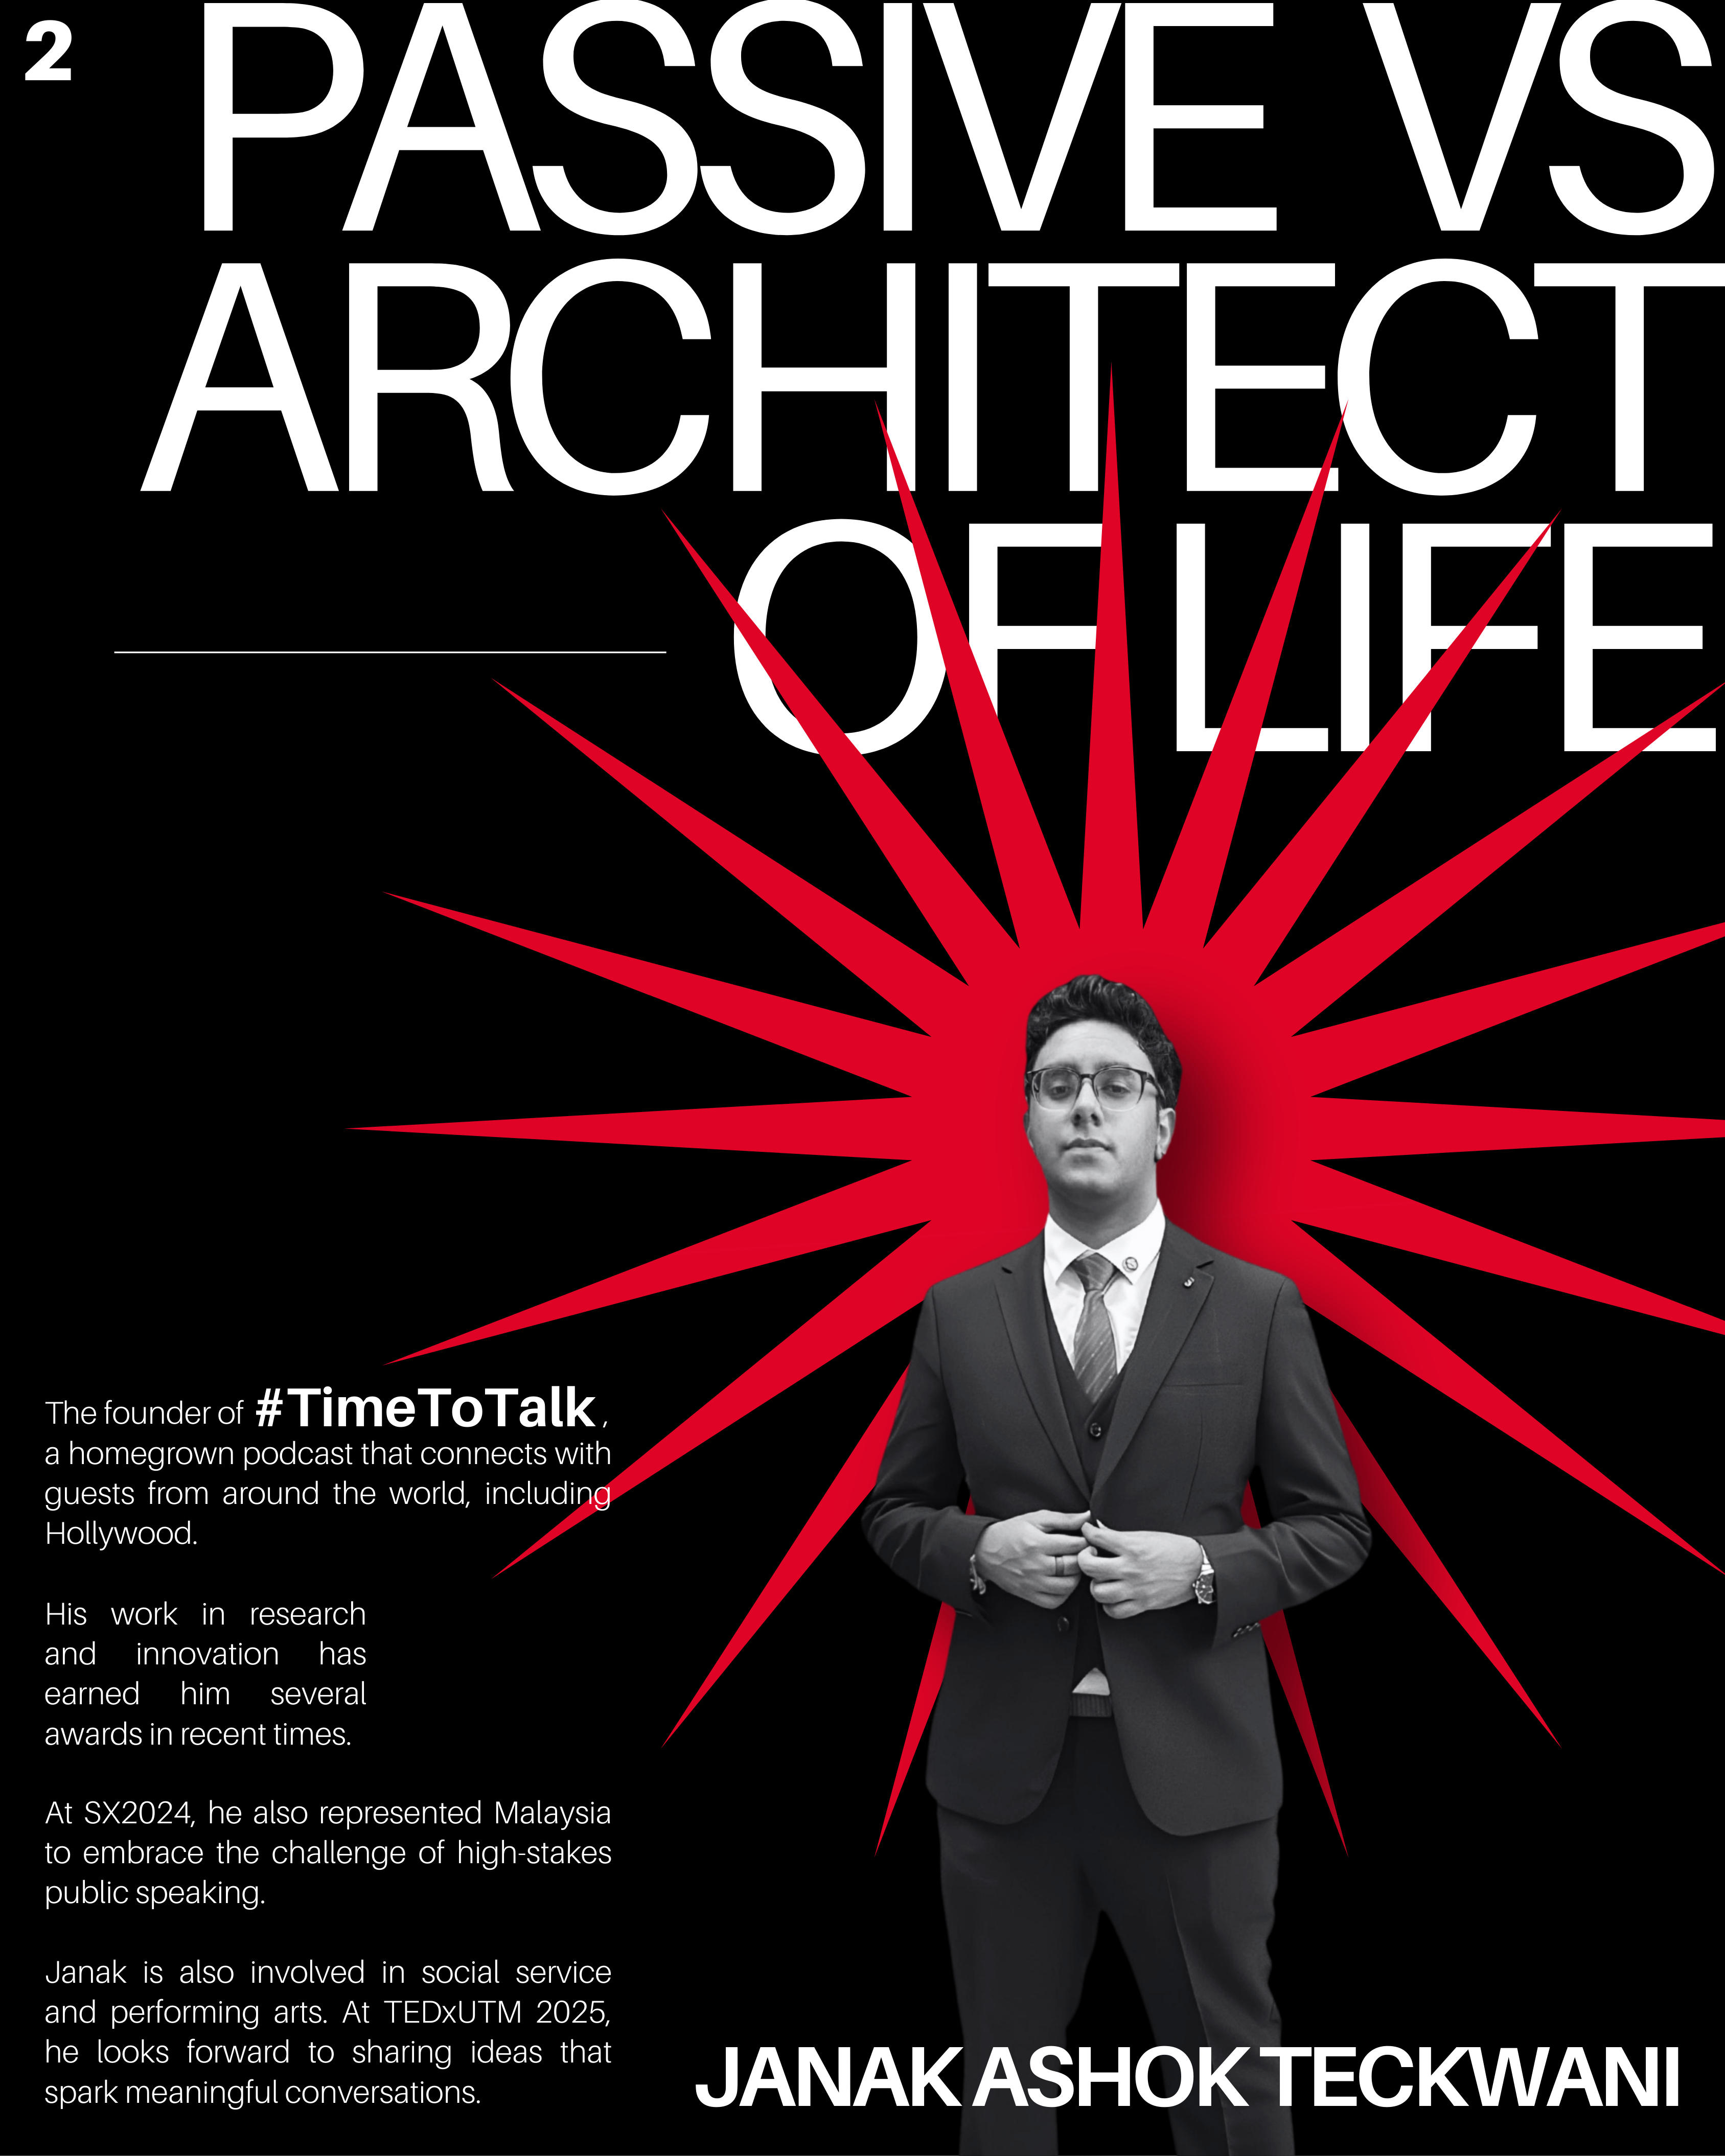 2
PASSIVE VS
ARCHITECT
OF LIFE
The founder of #TimeToTalk,
a homegrown podcast that connects with
guests from around the world, including
Hollywood.
His work in research
and innovation has
earned him several
awards in recent times.
At SX2024, he also represented Malaysia
to embrace the challenge of high-stakes
public speaking.
Janak is also involved in social service
and performing arts. At TEDxUTM 2025,
he looks forward to sharing ideas that
spark meaningful conversations.
JANAK ASHOK TECKWANI